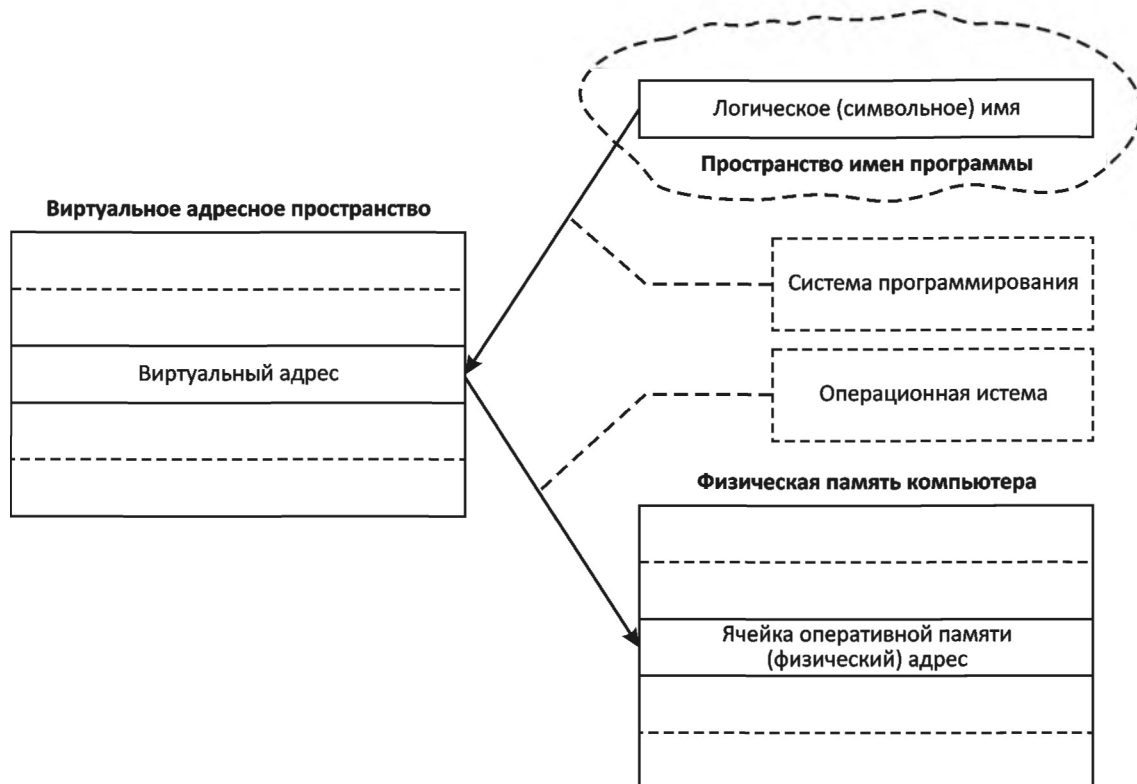 Логическое (символьное) имя
Пространство имен программы
Виртуальное адресное пространство
Система программирования
Виртуальный адрес
Операционная истема
Физическая память компьютера
Ячейка оперативной памяти
(физический) адрес